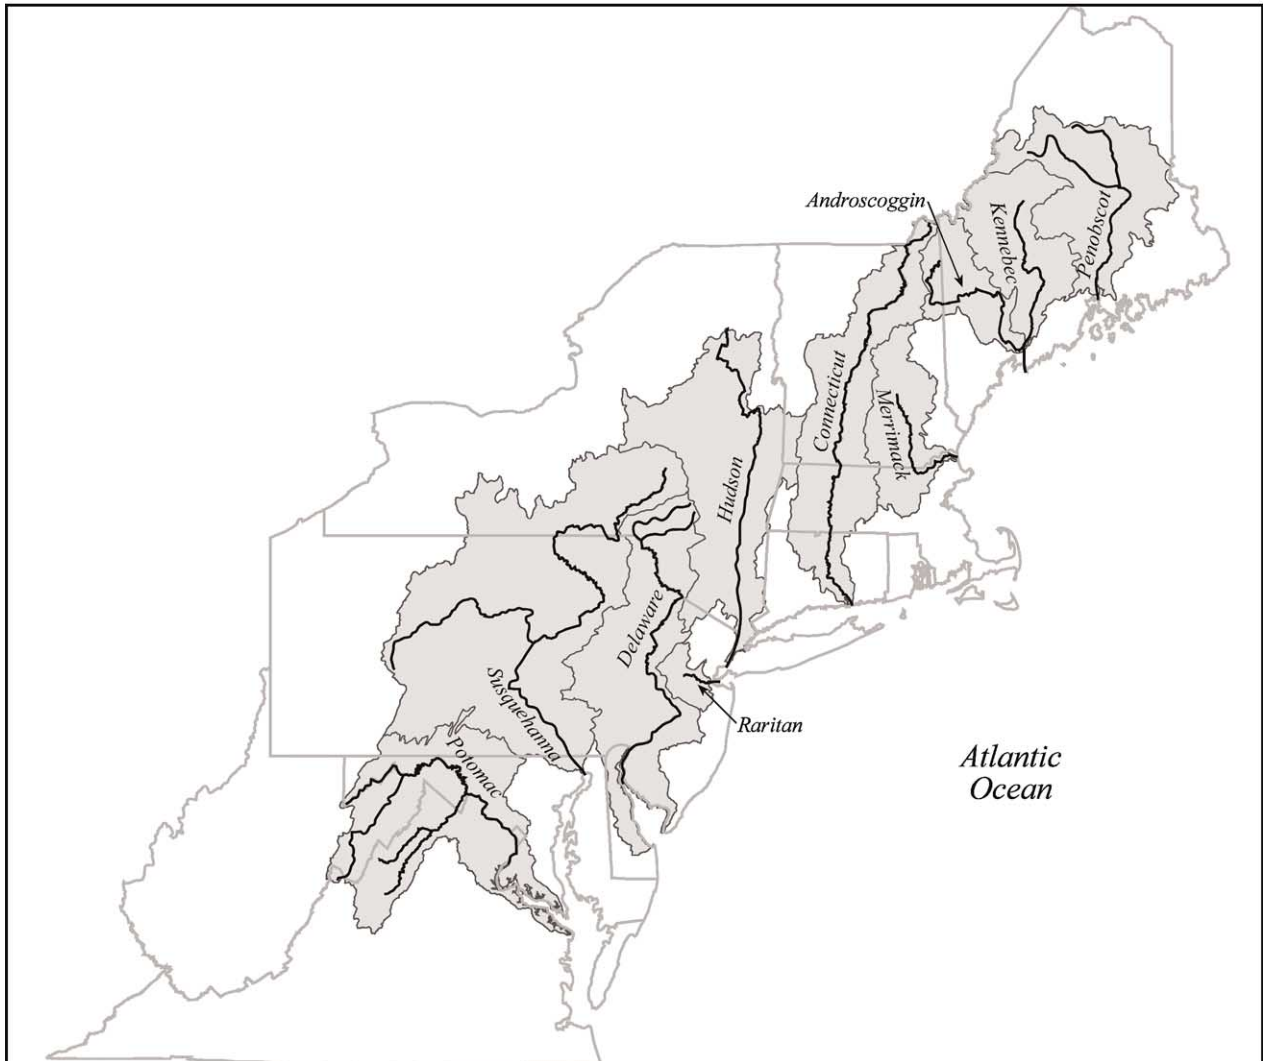 Androscoggin
Kennebec
Penobscot
Connecticut
Merrimack
Hudson
Delaware
Susquehanna
Raritan
Potomac
Atlantic
Ocean